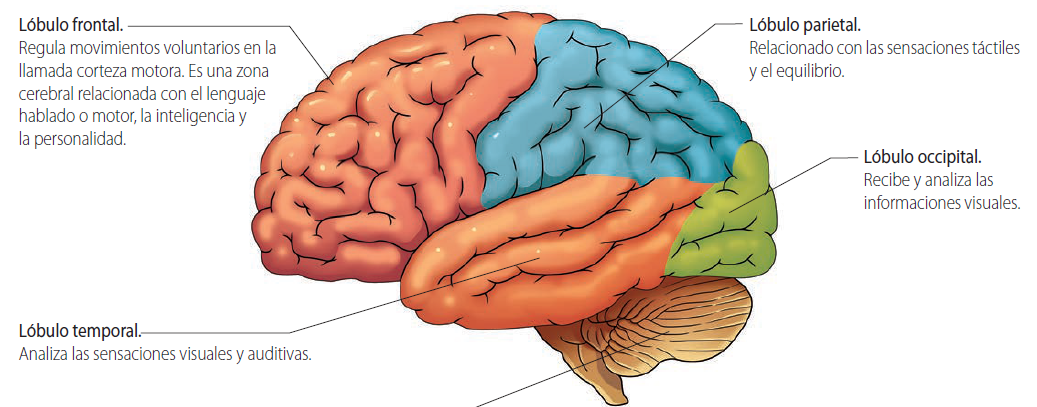 Lóbulo frontal.
Regula movimientos voluntarios en la
llamada corteza motora. Es una zona
cerebral relacionada con el lenguaje
hablado o motor, la inteligencia y
la personalidad.
Lóbulo parietal.
Relacionado con las sensaciones táctiles
y el equilibrio.
Lóbulo occipital.
Recibe y analiza las
informaciones visuales.
Lóbulo temporal.
Analiza las sensaciones visuales y auditivas.